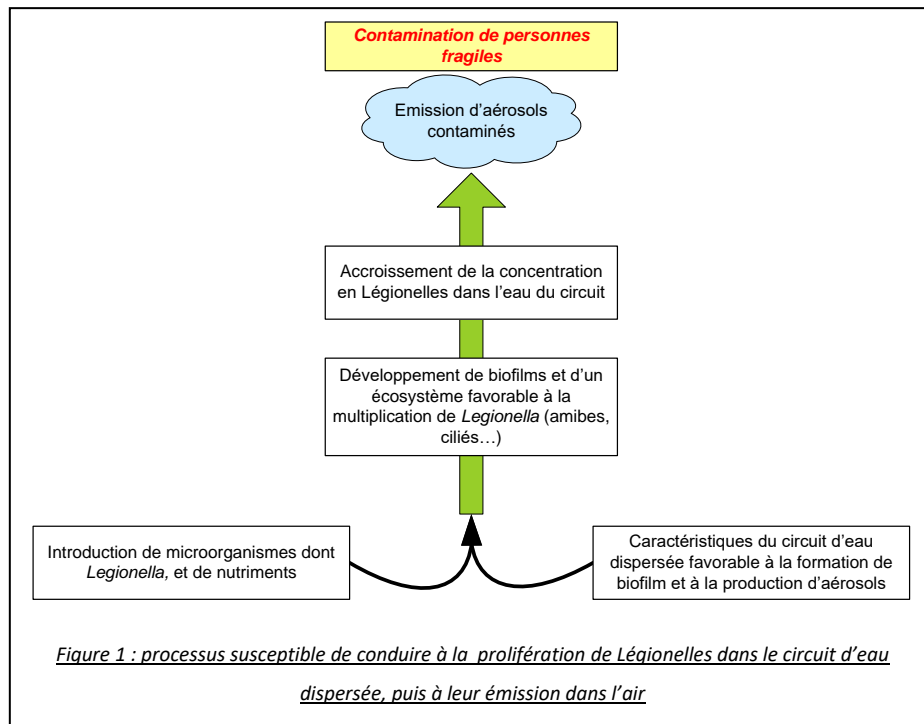 Contamination de personnes
fragiles
Emission d'aérosols
contaminés
Accroissement de la concentration
en Légionelles dans l'eau du circuit
Développement de biofilms et d'un
écosystème favorable à la
multiplication de Legionella (amibes,
ciliés…)
Introduction de microorganismes dont
Legionella, et de nutriments
Caractéristiques du circuit d'eau
dispersée favorable à la formation de
biofilm et à la production d'aérosols
Figure 1 : processus susceptible de conduire à la prolifération de Légionelles dans le circuit d'eau
dispersée, puis à leur émission dans l'air